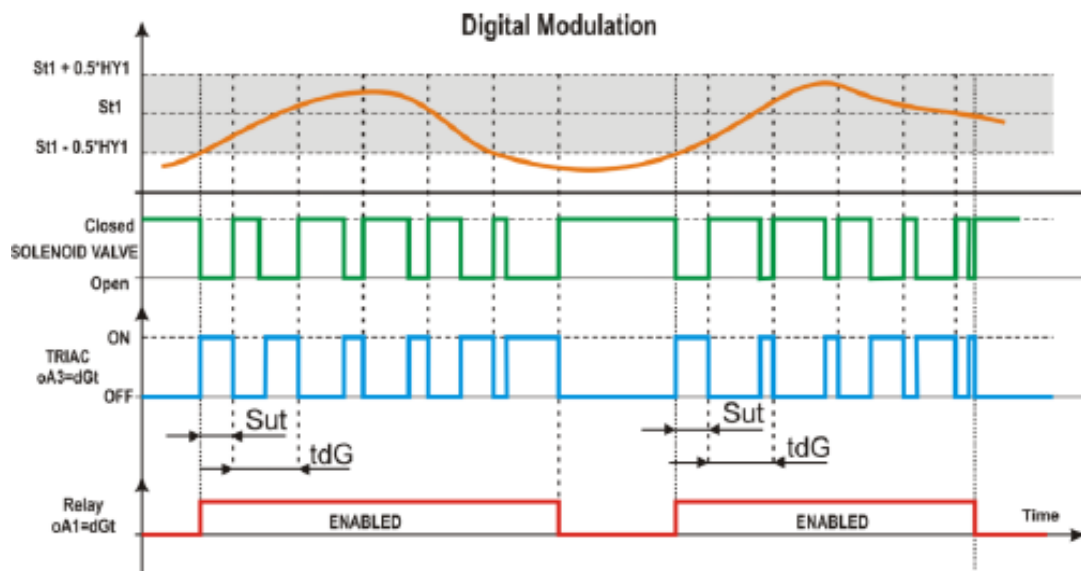 Digital Modulation
St1 + 0.5*HY1
St1
St1 - 0.5*HY1
Closed
SOLENOID VALVE
Open
ON
TRIAC
oA3=dGt
OFF
Sut
Sut
tdG
tdG
Relay
oA1=dGt
ENABLED
ENABLED
Time